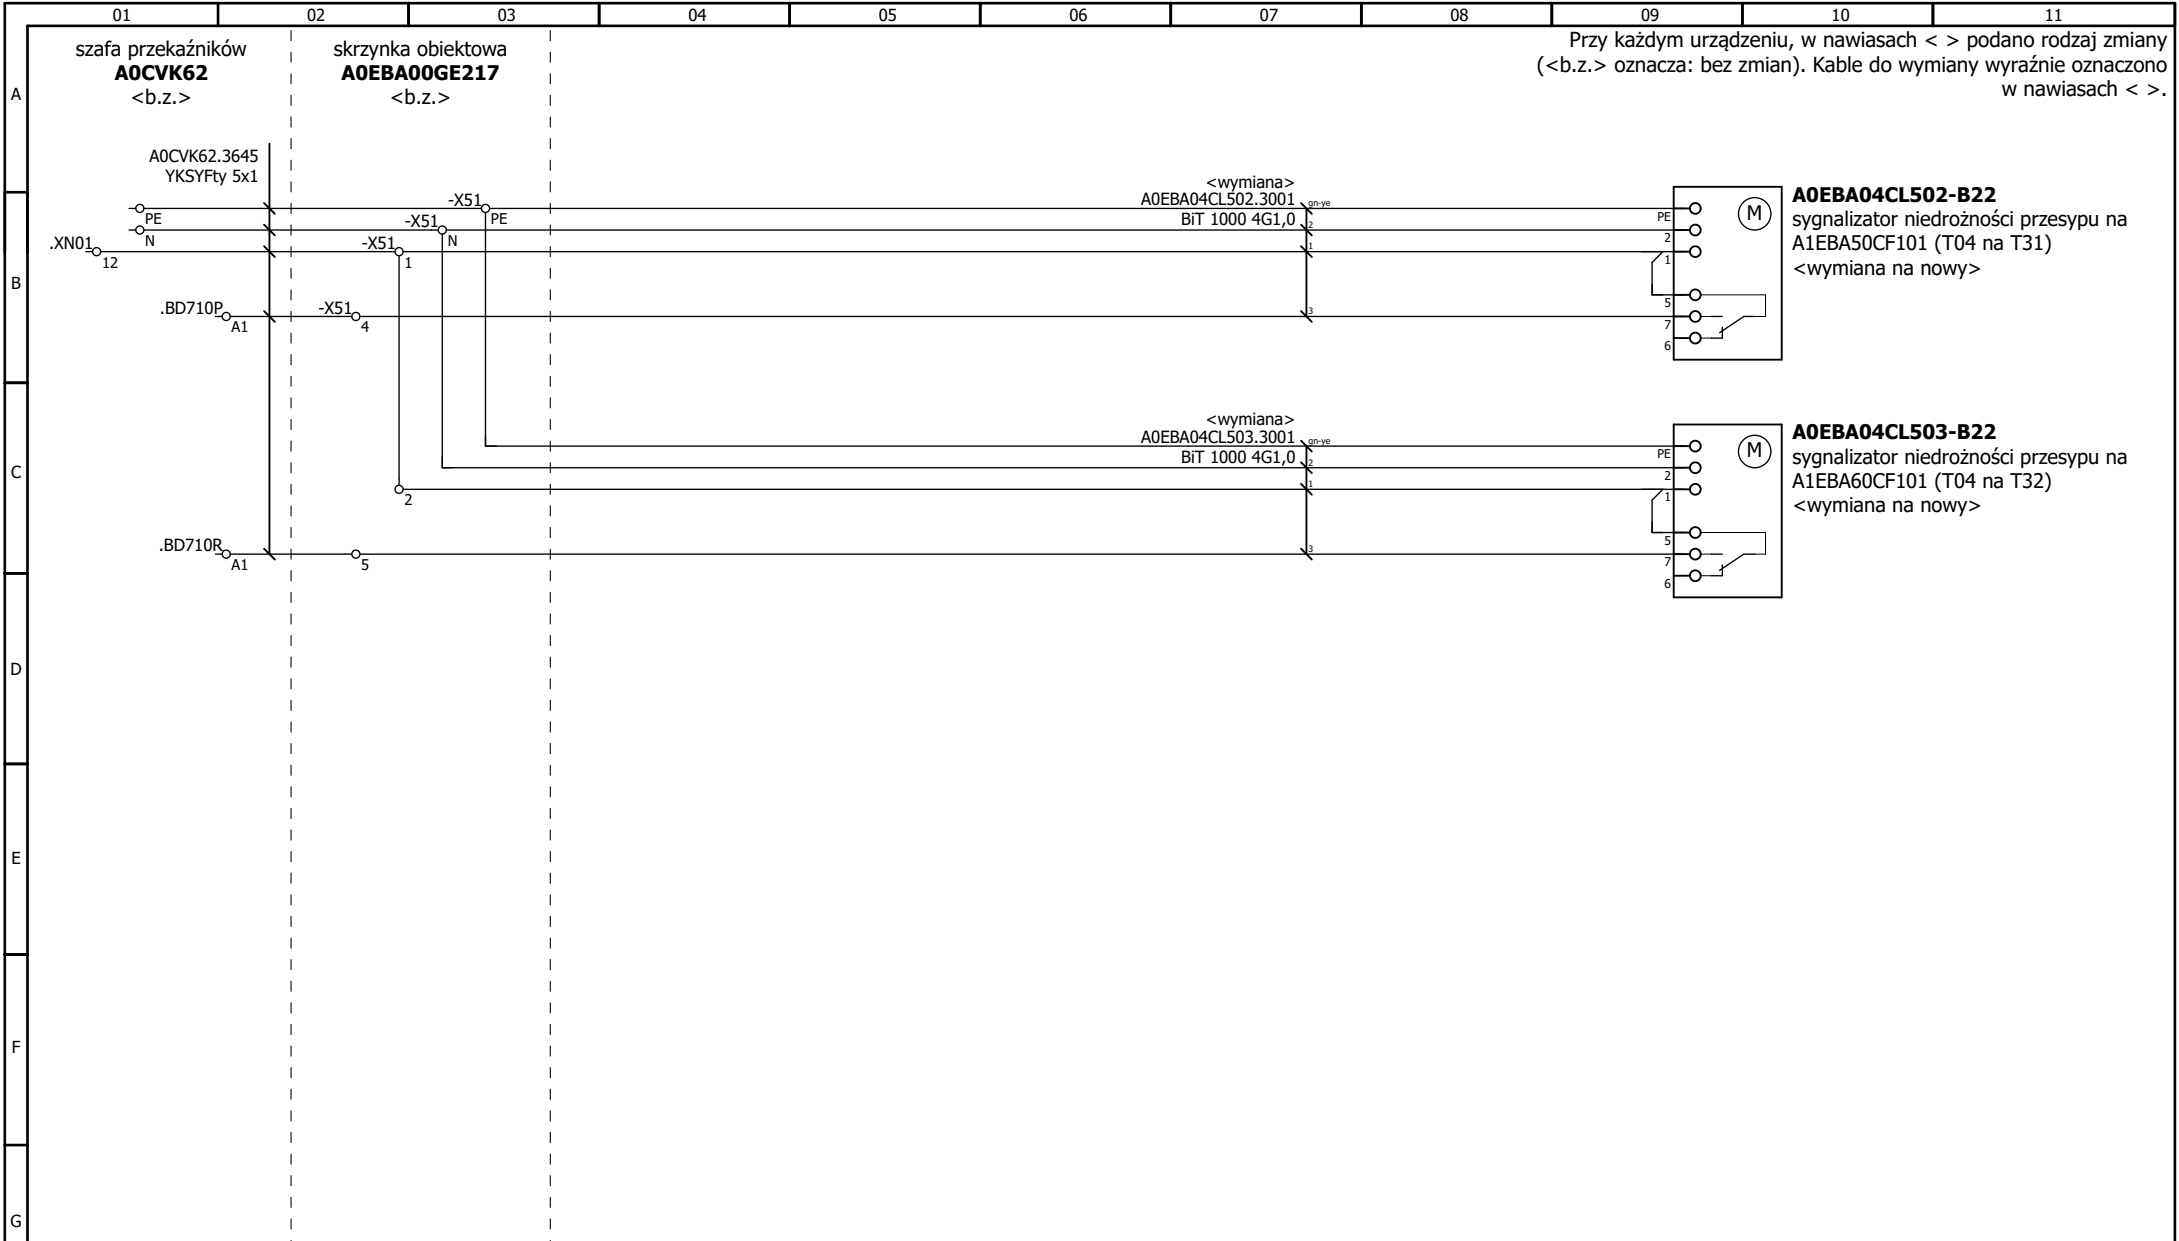 01 02 03 04 05 06 07 08 09 10 11
szafa przekaźników
A0CVK62
<b.z.>
skrzynka obiektowa
A0EBA00GE217
<b.z.>
Przy każdym urządzeniu, w nawiasach < > podano rodzaj zmiany
(<b.z.> oznacza: bez zmian). Kable do wymiany wyraźnie oznaczono
w nawiasach < >.
A
A0CVK62.3645
YKSYFty 5x1
PE
N
.XN01
12
.BD710P
A1
-X51
PE
-X51
N
-X51
1
-X51
4
<wymiana>
A0EBA04CL502.3001
BiT 1000 4G1,0
gn-ye
2
1
3
PE
2
1
5
7
6
M
A0EBA04CL502-B22
sygnalizator niedrożności przesypu na
A1EBA50CF101 (T04 na T31)
<wymiana na nowy>
B
<wymiana>
A0EBA04CL503.3001
BiT 1000 4G1,0
gn-ye
2
1
3
2
.BD710R
A1
5
PE
2
1
5
7
6
M
A0EBA04CL503-B22
sygnalizator niedrożności przesypu na
A1EBA60CF101 (T04 na T32)
<wymiana na nowy>
C
D
E
F
G